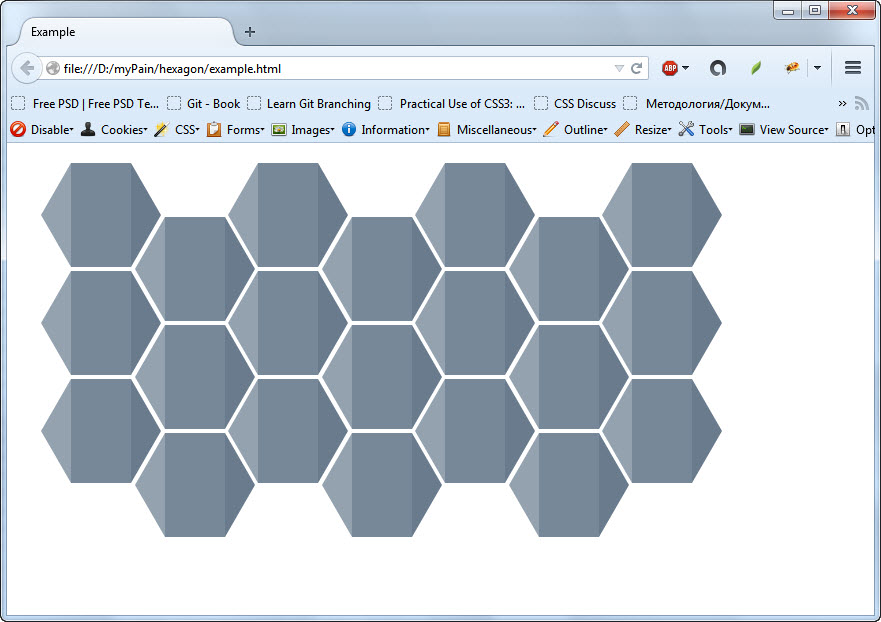 Example
file:///D:/myPain/hexagon/example.html
ABP
Free PSD | Free PSD Te... Git - Book Learn Git Branching Practical Use of CSS3: ... CSS Discuss Методология/Докум... »
Disable Cookies CSS Forms Images Information Miscellaneous Outline Resize Tools View Source Opt